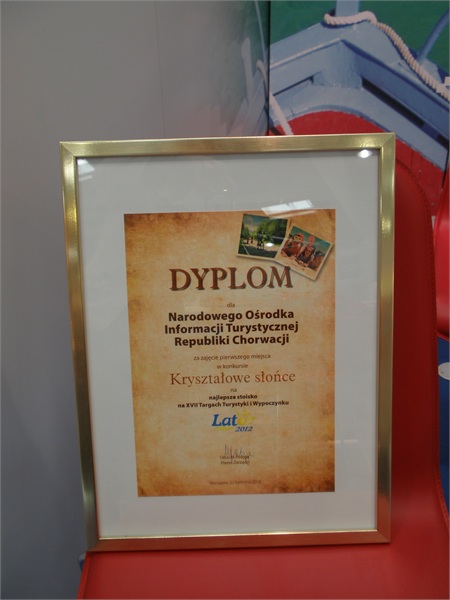 DYPLOM
dla
Narodowego Ośrodka
Informacji Turystycznej
Republiki Chorwacji
za zajęcie pierwszego miejsca
w konkursie
Kryształowe słońce
na
najlepsze stoisko
na XVII Targach Turystyki i Wypoczynku
Lato
2012